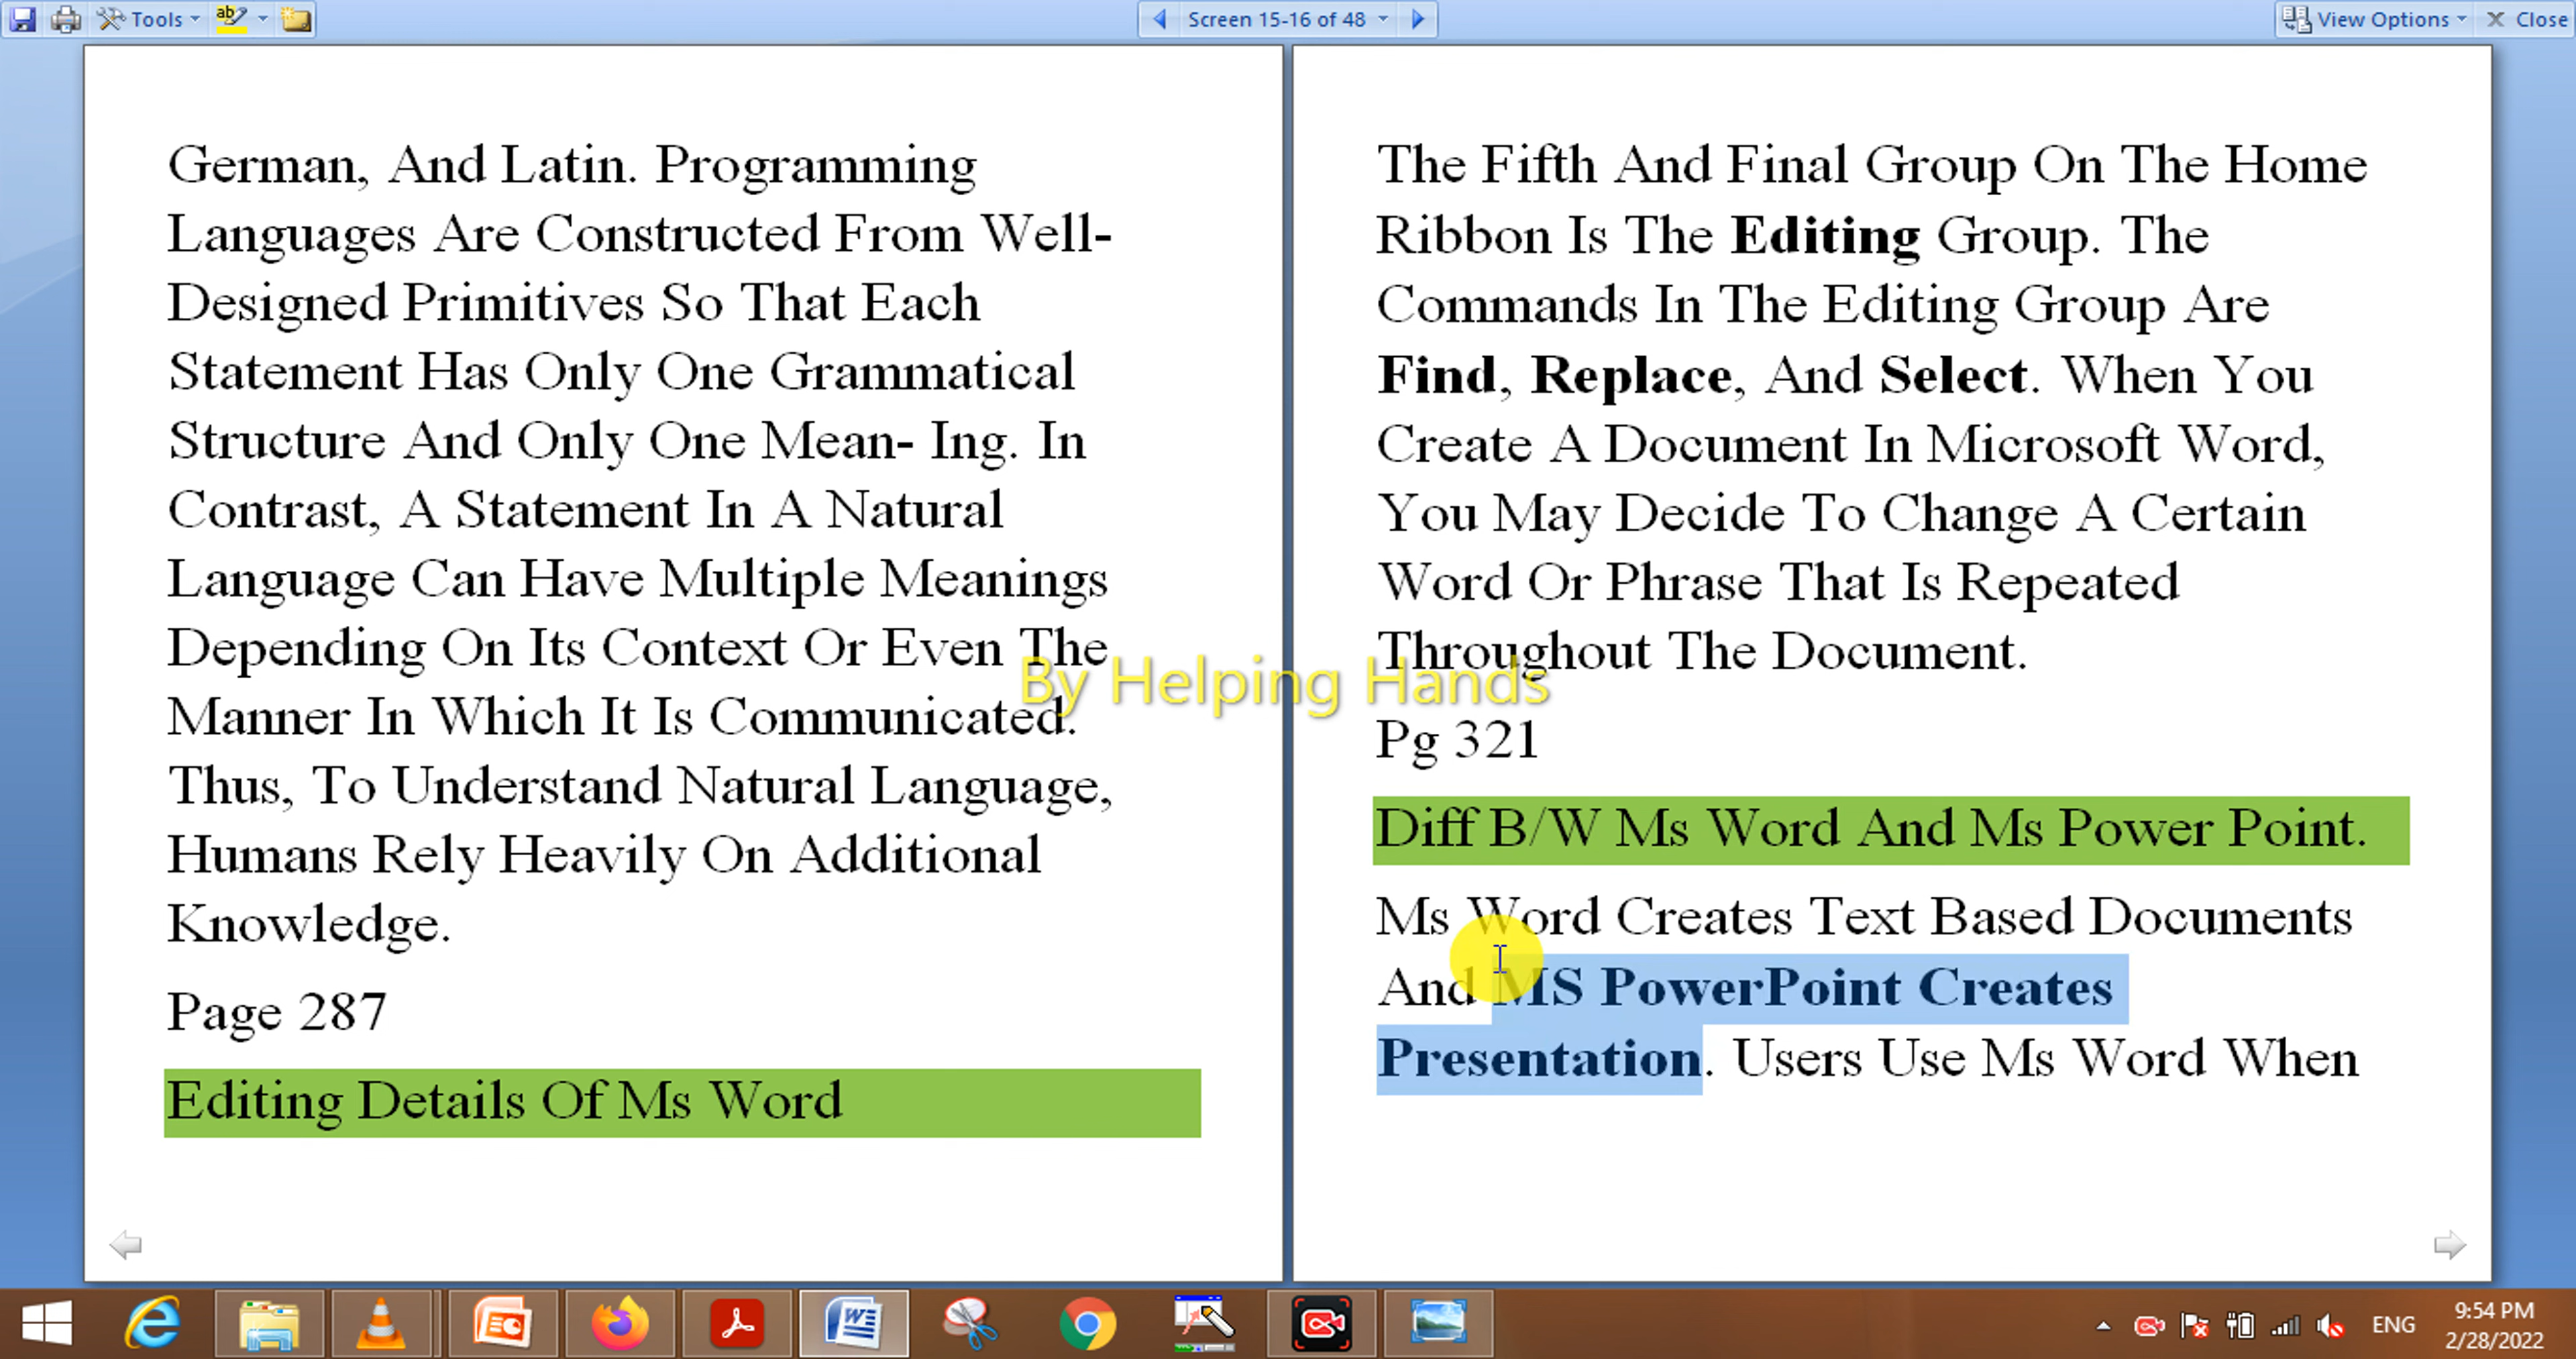 Tools
Screen 15-16 of 48
View Options
Close
German, And Latin. Programming
Languages Are Constructed From Well-
Designed Primitives So That Each
Statement Has Only One Grammatical
Structure And Only One Mean- Ing. In
Contrast, A Statement In A Natural
Language Can Have Multiple Meanings
Depending On Its Context Or Even The
Manner In Which It Is Communicated.
Thus, To Understand Natural Language,
Humans Rely Heavily On Additional
Knowledge.
Page 287
Editing Details Of Ms Word
The Fifth And Final Group On The Home
Ribbon Is The Editing Group. The
Commands In The Editing Group Are
Find, Replace, And Select. When You
Create A Document In Microsoft Word,
You May Decide To Change A Certain
Word Or Phrase That Is Repeated
Throughout The Document.
By Helping Hands
Pg 321
Diff B/W Ms Word And Ms Power Point.
Ms Word Creates Text Based Documents
And MS PowerPoint Creates
Presentation. Users Use Ms Word When
ENG
9:54 PM
2/28/2022